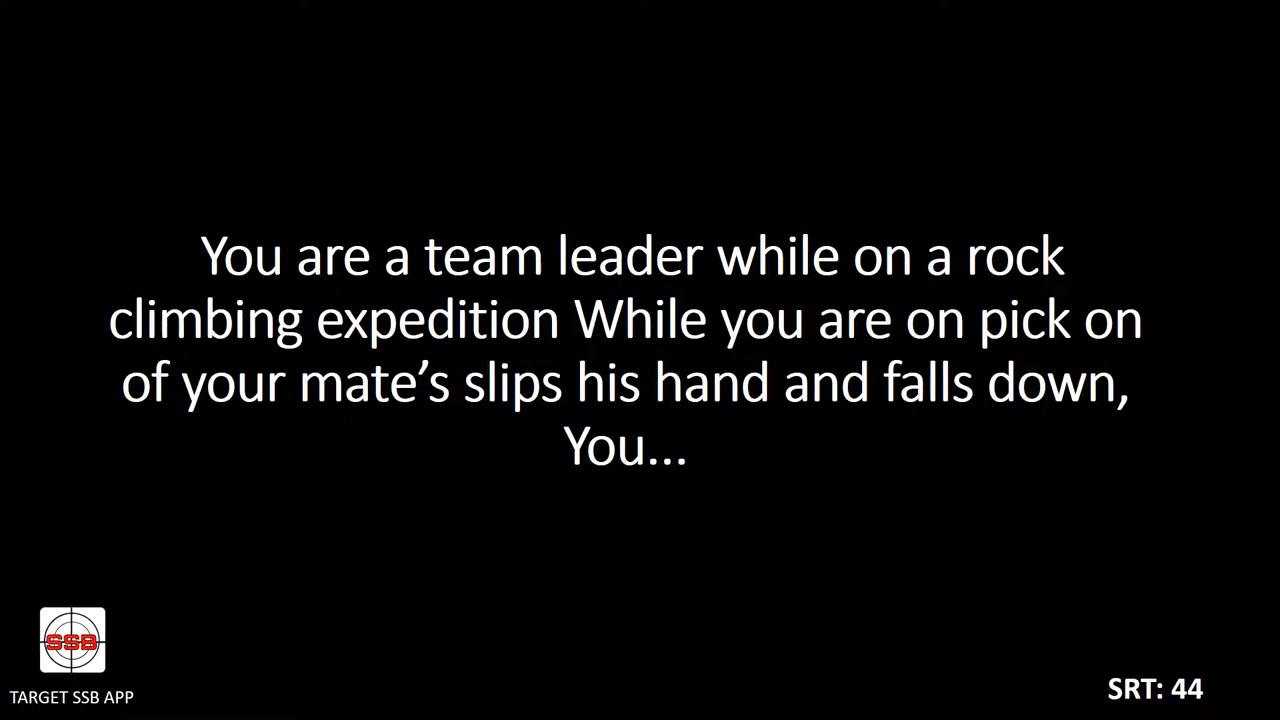 You are a team leader while on a rock
climbing expedition While you are on pick on
of your mate’s slips his hand and falls down,
You...
SSB
TARGET SSB APP
SRT: 44